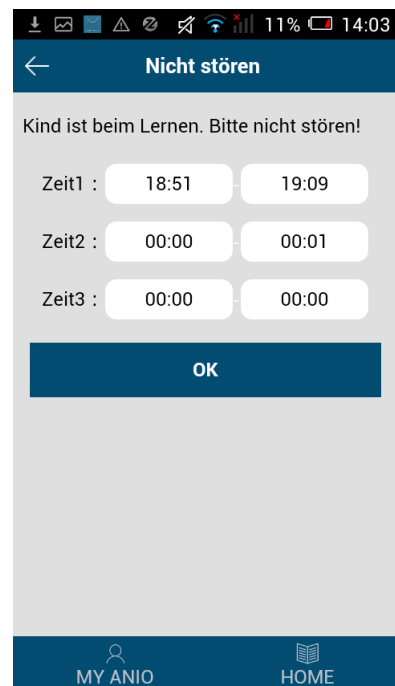 11% 14:03
Nicht stören
Kind ist beim Lernen. Bitte nicht stören!
Zeit1 : 18:51 - 19:09
Zeit2 : 00:00 - 00:01
Zeit3 : 00:00 - 00:00
OK
MY ANIO HOME